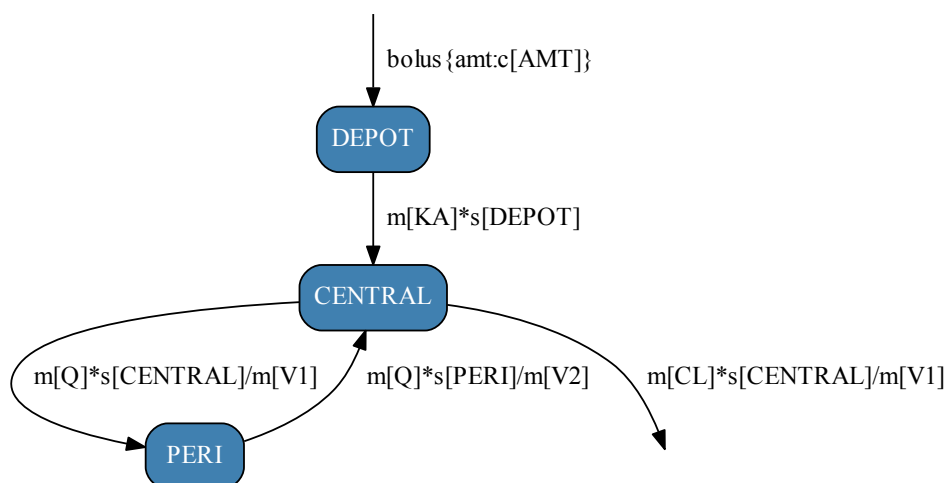 bolus{amt:c[AMT]}
DEPOT
m[KA]*s[DEPOT]
CENTRAL
m[Q]*s[CENTRAL]/m[V1]
m[Q]*s[PERI]/m[V2]
m[CL]*s[CENTRAL]/m[V1]
PERI